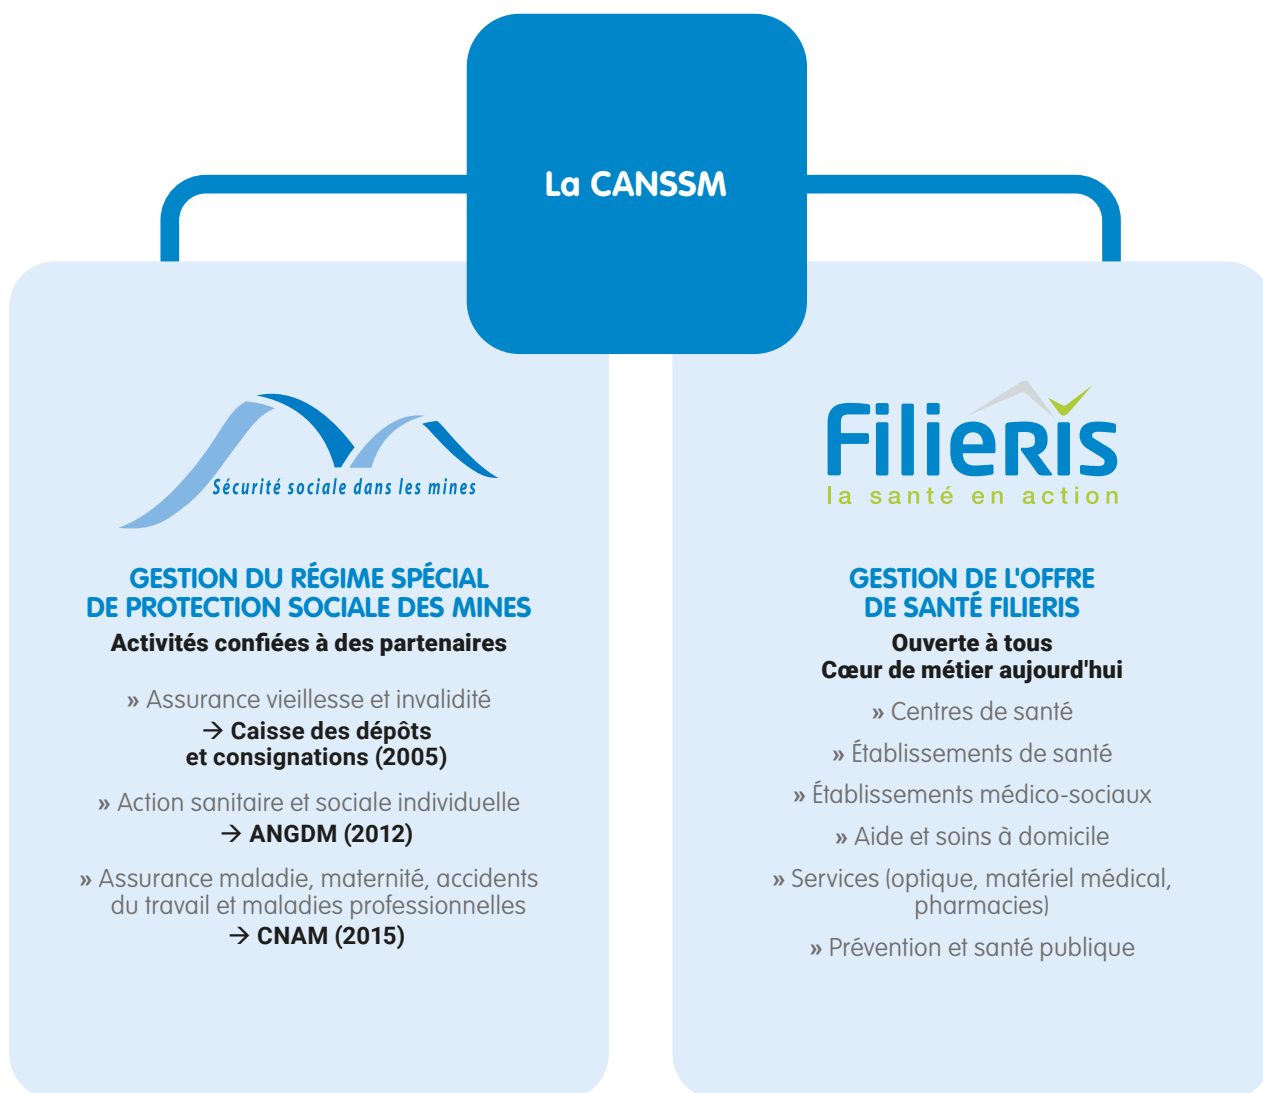 La CANSSM
Sécurité sociale dans les mines
GESTION DU RÉGIME SPÉCIAL
DE PROTECTION SOCIALE DES MINES
Activités confiées à des partenaires
» Assurance vieillesse et invalidité
→ Caisse des dépôts
et consignations (2005)
» Action sanitaire et sociale individuelle
→ ANGDM (2012)
» Assurance maladie, maternité, accidents
du travail et maladies professionnelles
→ CNAM (2015)
Filieris
la santé en action
GESTION DE L'OFFRE
DE SANTÉ FILIERIS
Ouverte à tous
Cœur de métier aujourd'hui
» Centres de santé
» Établissements de santé
» Établissements médico-sociaux
» Aide et soins à domicile
» Services (optique, matériel médical,
pharmacies)
» Prévention et santé publique